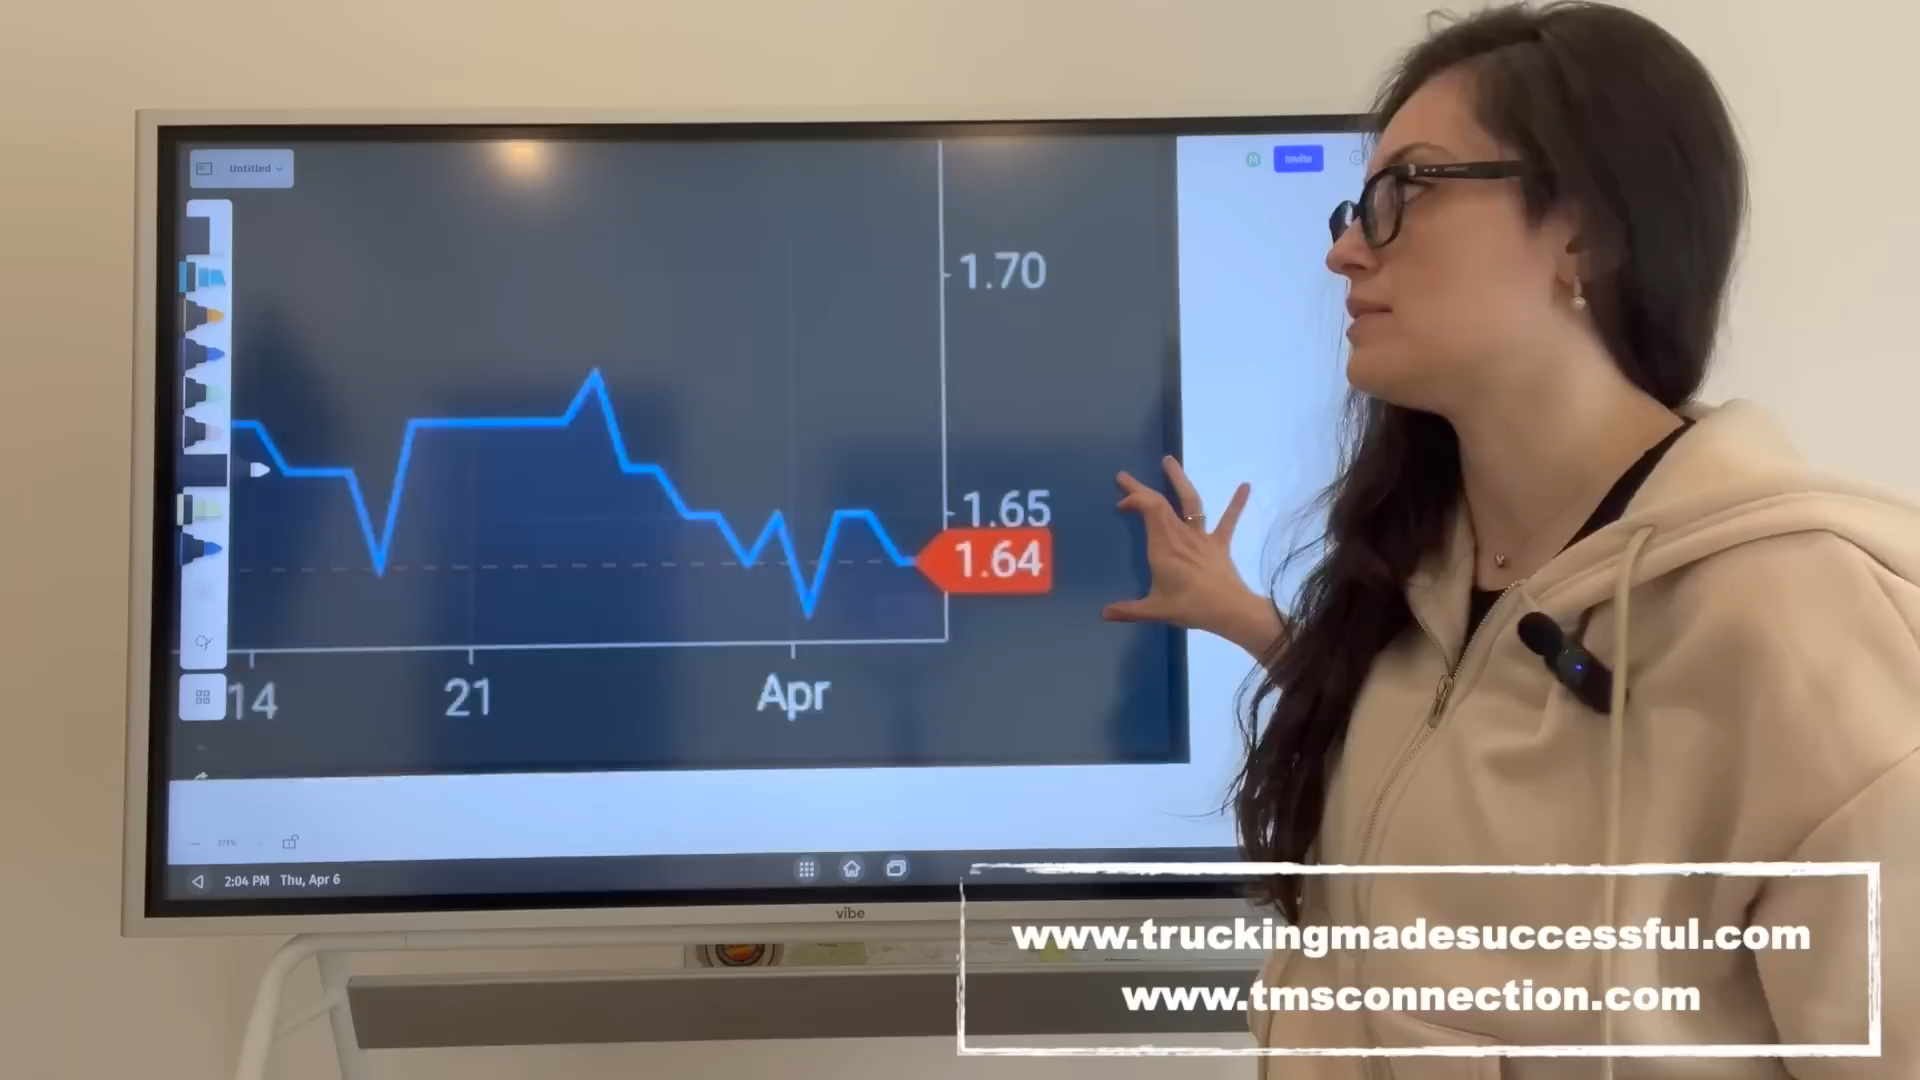 Untitled
Invite
1.70
1.65
1.64
14
21
Apr
371%
2:04 PM Thu, Apr 6
vibe
www.truckingmadesuccessful.com
www.tmsconnection.com